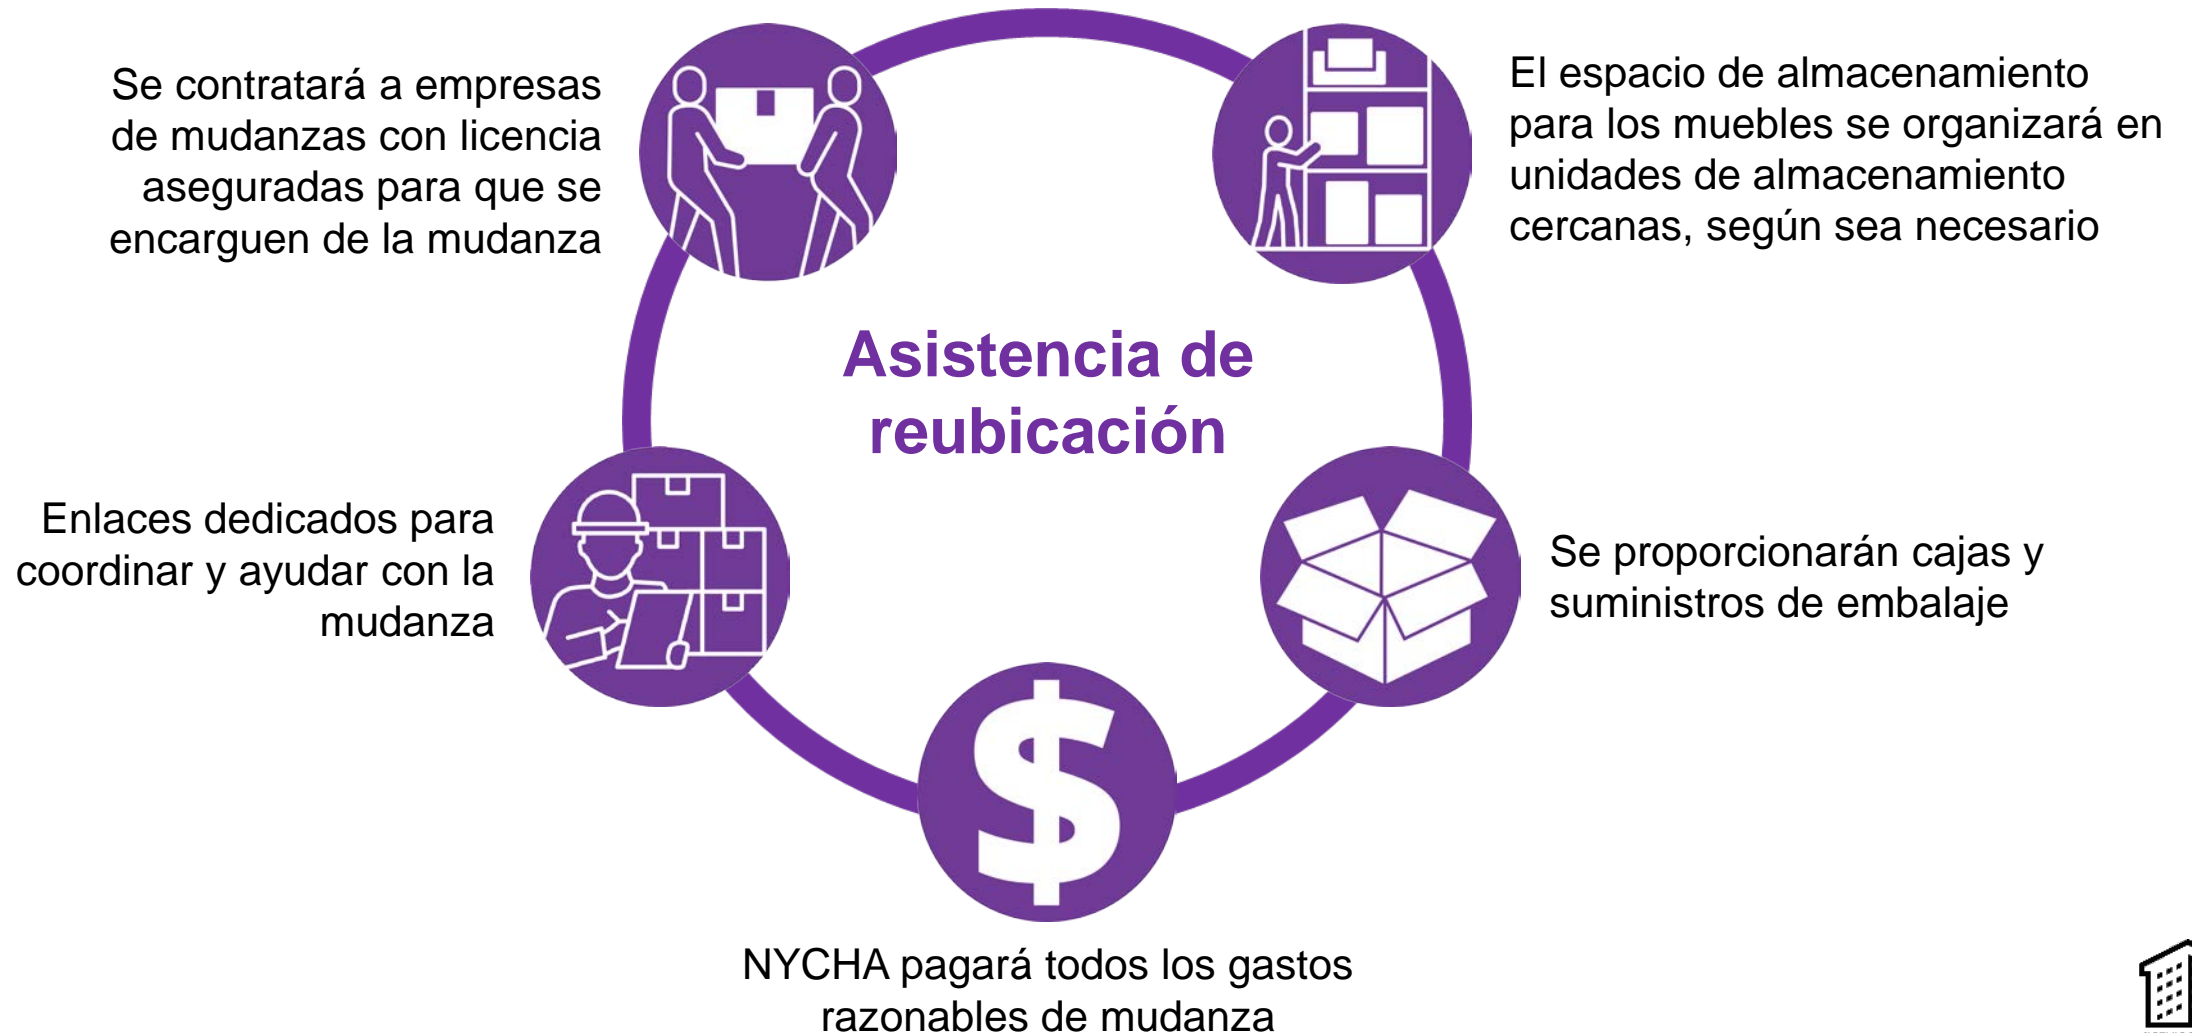 Se contratará a empresas
de mudanzas con licencia
aseguradas para que se
encarguen de la mudanza
El espacio de almacenamiento
para los muebles se organizará en
unidades de almacenamiento
cercanas, según sea necesario
Asistencia de
reubicación
Enlaces dedicados para
coordinar y ayudar con la
mudanza
Se proporcionarán cajas y
suministros de embalaje
$
NYCHA pagará todos los gastos
razonables de mudanza